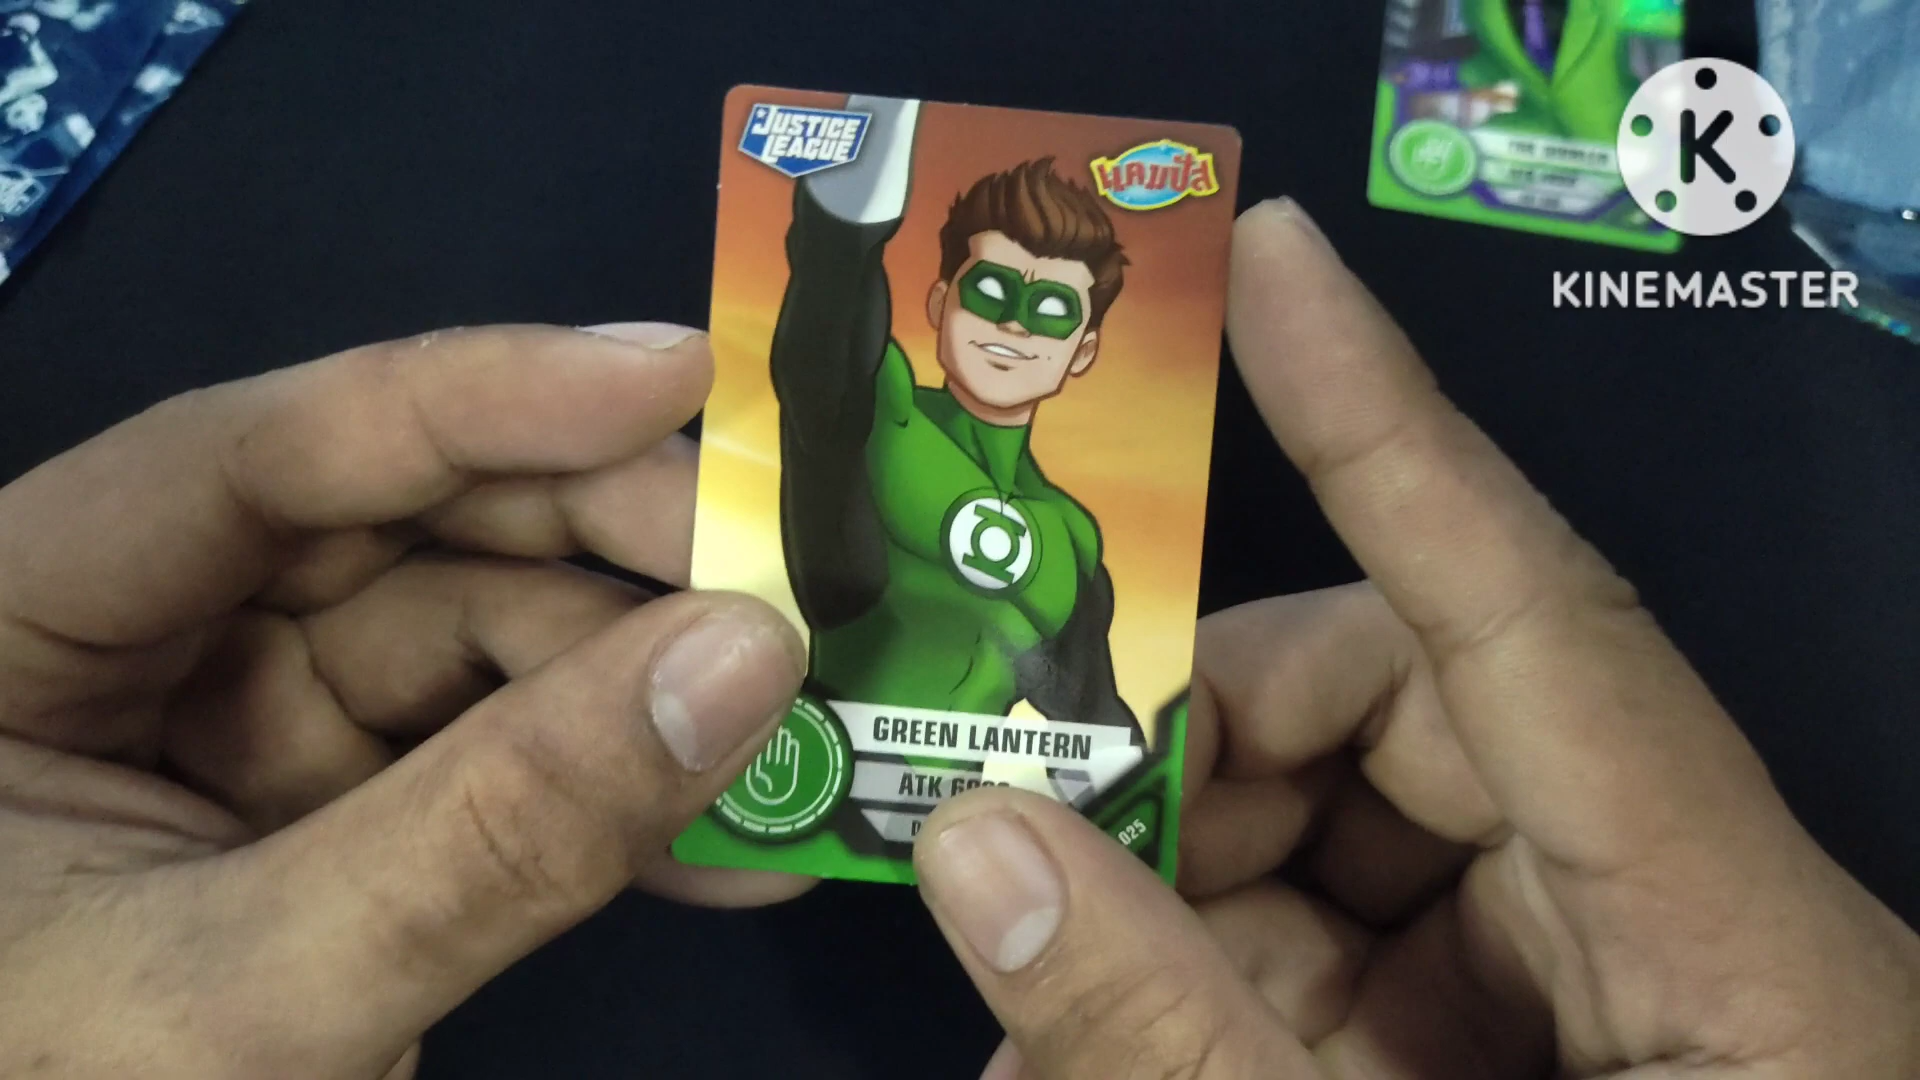 JUSTICE
LEAGUE
แคมปัส
K
KINEMASTER
GREEN LANTERN
ATK
025